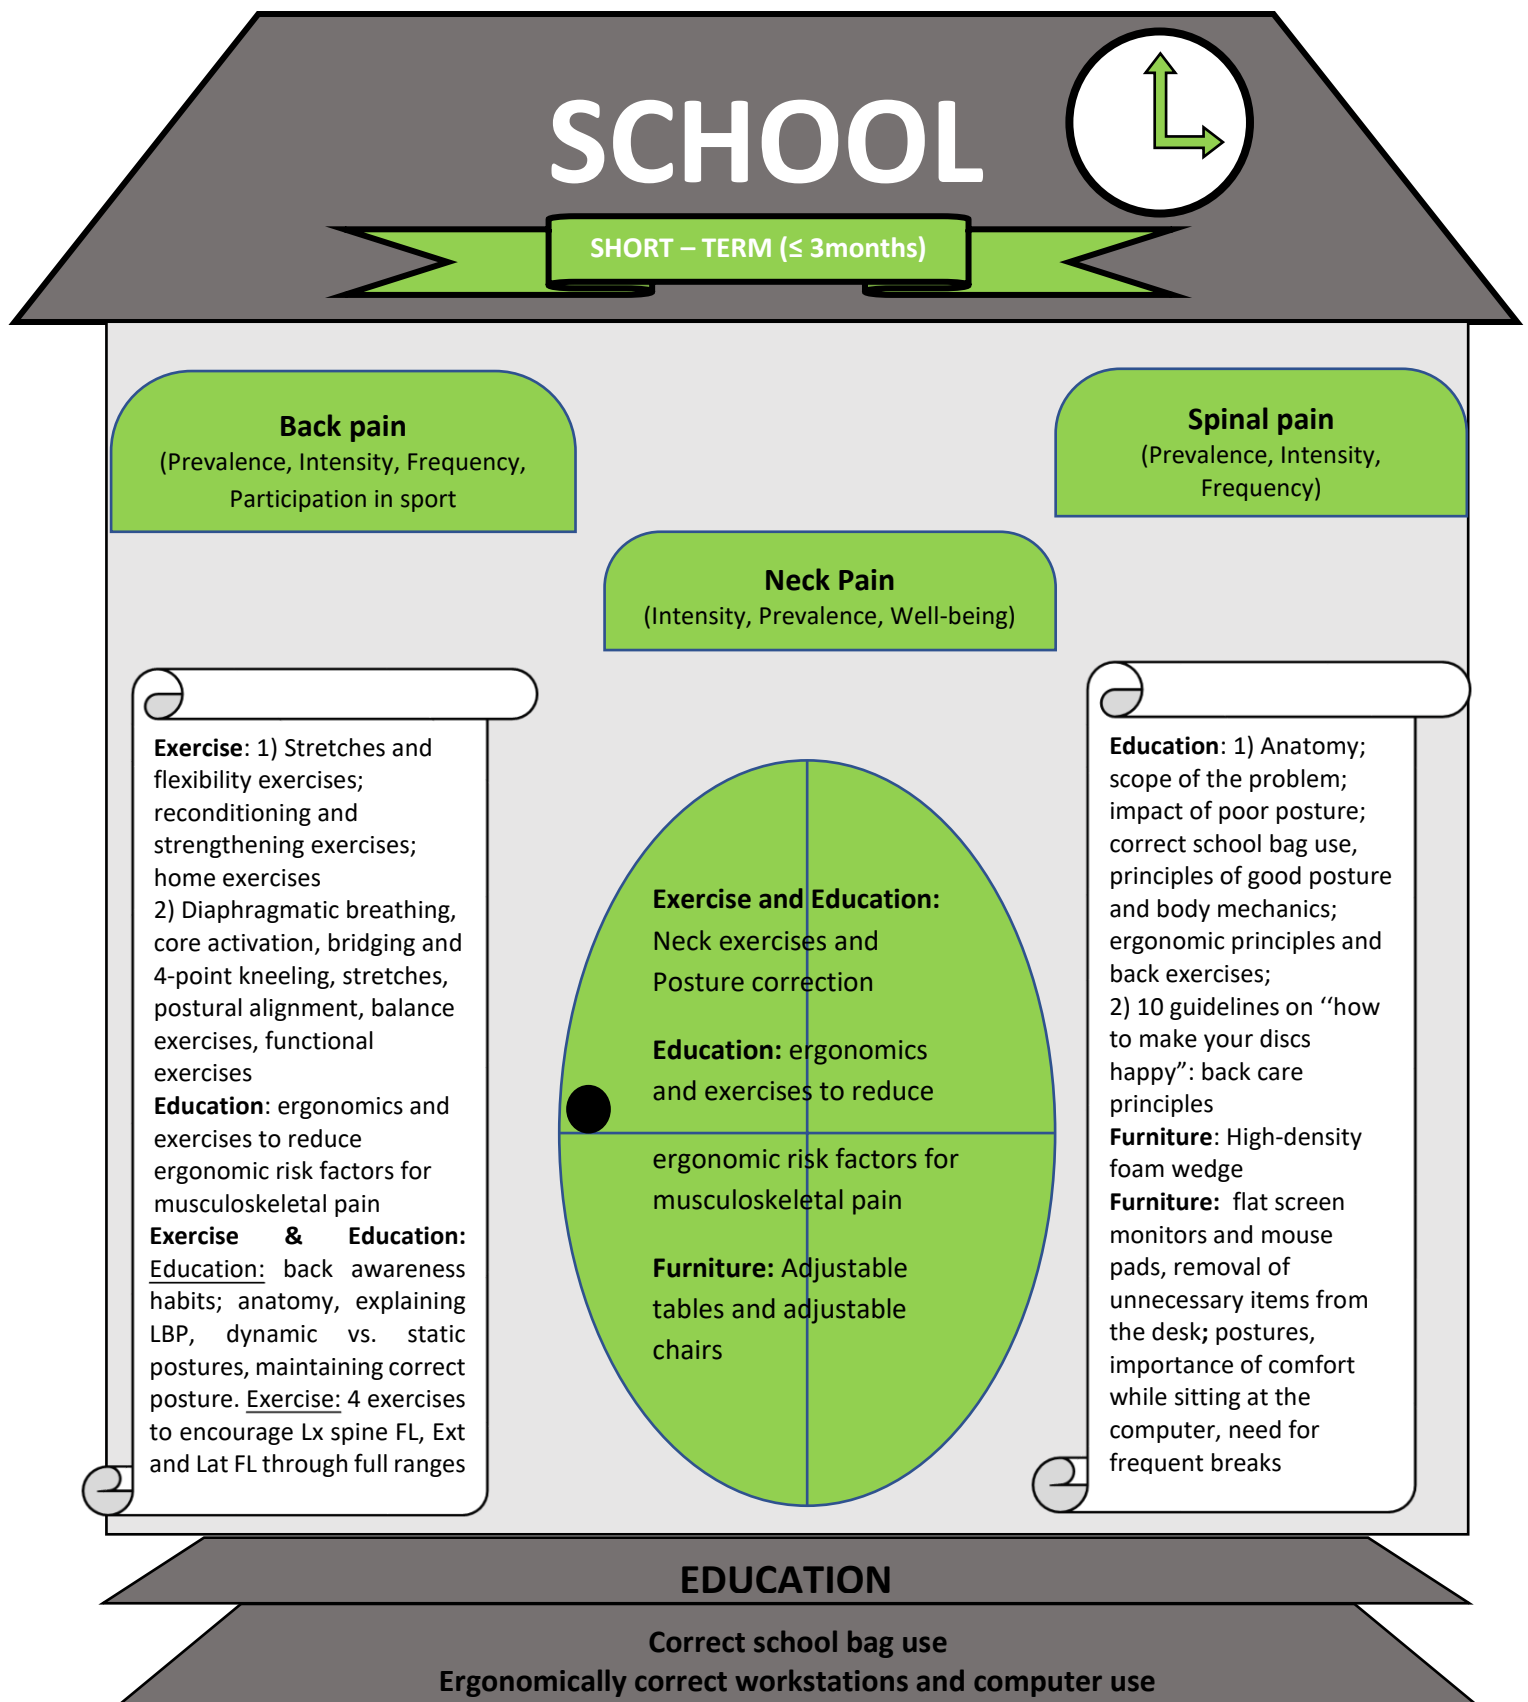 SCHOOL
SHORT – TERM (≤ 3months)
Back pain
(Prevalence, Intensity, Frequency,
Participation in sport
Spinal pain
(Prevalence, Intensity,
Frequency)
Neck Pain
(Intensity, Prevalence, Well-being)
Exercise: 1) Stretches and
flexibility exercises;
reconditioning and
strengthening exercises;
home exercises
2) Diaphragmatic breathing,
core activation, bridging and
4-point kneeling, stretches,
postural alignment, balance
exercises, functional
exercises
Education: ergonomics and
exercises to reduce
ergonomic risk factors for
musculoskeletal pain
Exercise & Education:
Education: back awareness
habits; anatomy, explaining
LBP, dynamic vs. static
postures, maintaining correct
posture. Exercise: 4 exercises
to encourage Lx spine FL, Ext
and Lat FL through full ranges
Exercise and Education:
Neck exercises and
Posture correction
Education: ergonomics
and exercises to reduce
ergonomic risk factors for
musculoskeletal pain
Furniture: Adjustable
tables and adjustable
chairs
Education: 1) Anatomy;
scope of the problem;
impact of poor posture;
correct school bag use,
principles of good posture
and body mechanics;
ergonomic principles and
back exercises;
2) 10 guidelines on ‘‘how
to make your discs
happy”: back care
principles
Furniture: High-density
foam wedge
Furniture: flat screen
monitors and mouse
pads, removal of
unnecessary items from
the desk; postures,
importance of comfort
while sitting at the
computer, need for
frequent breaks
EDUCATION
Correct school bag use
Ergonomically correct workstations and computer use